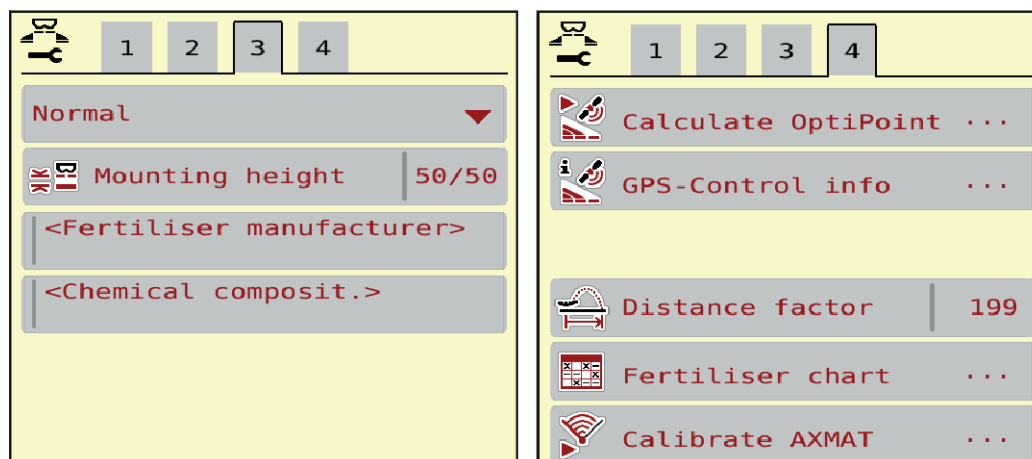 1 2 3 4
Normal
Mounting height 50/50
<Fertiliser manufacturer>
<Chemical composit.>
1 2 3 4
Calculate OptiPoint ...
GPS-Control info ...
Distance factor 199
Fertiliser chart ...
Calibrate AXMAT ...